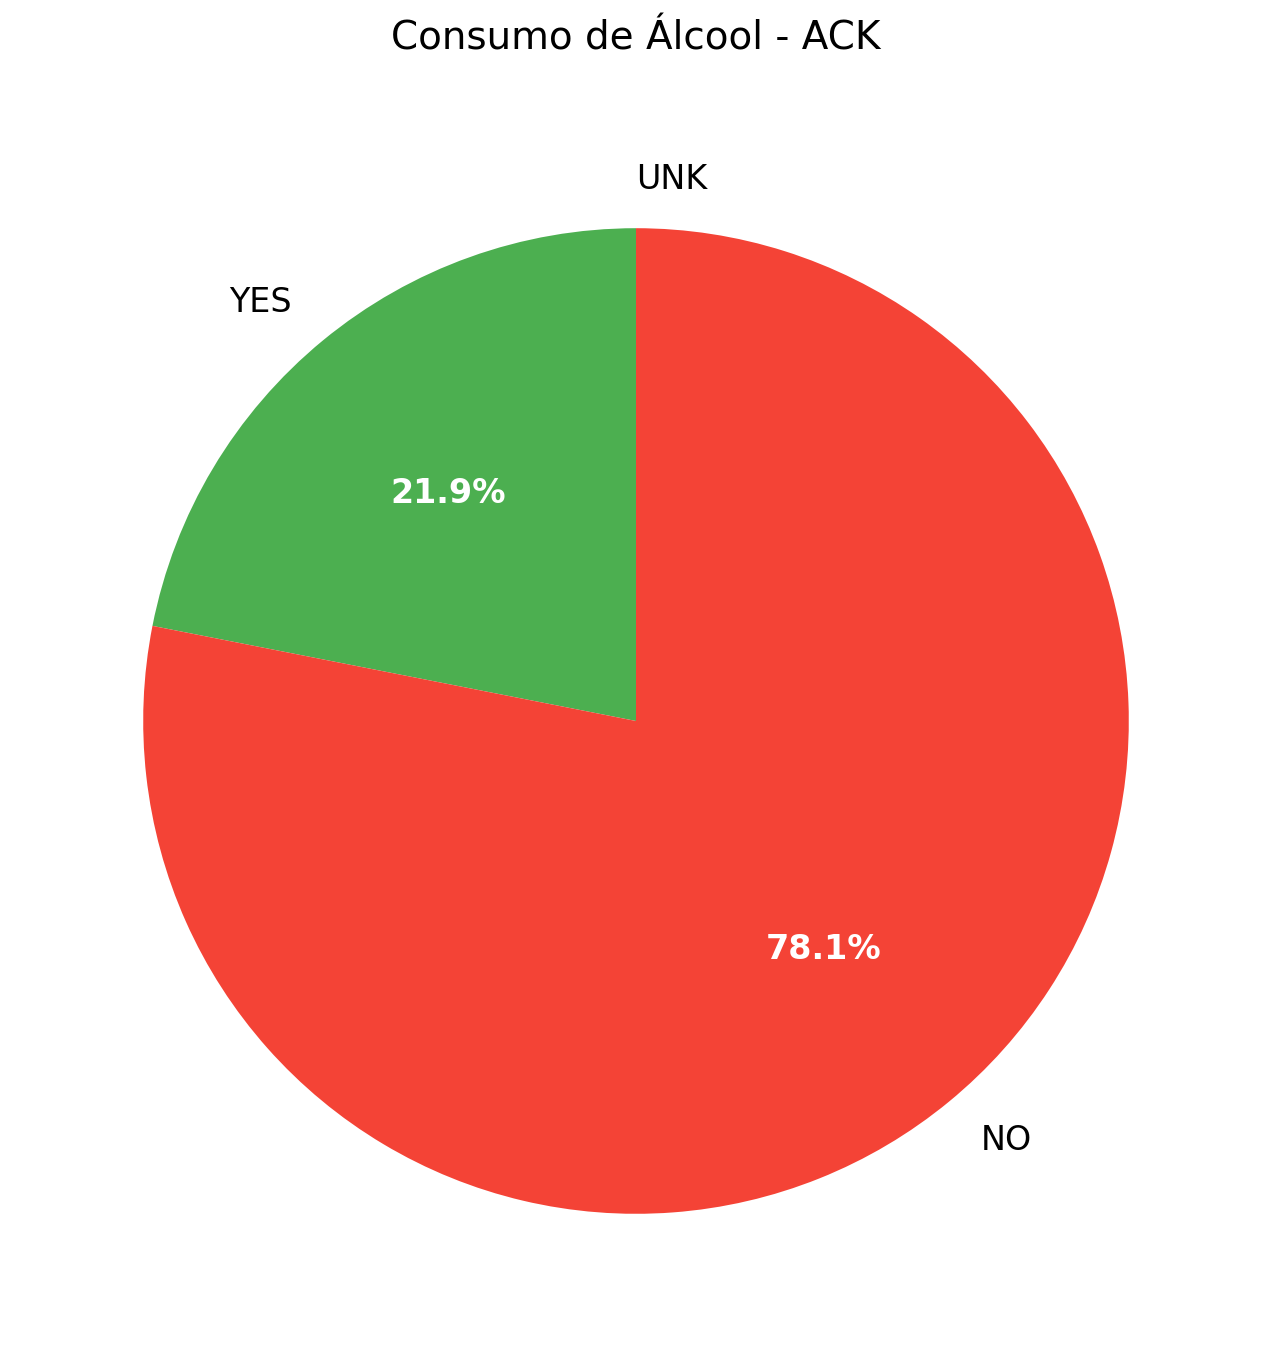 Consumo de Álcool - ACK
UNK
YES
21.9%
78.1%
NO